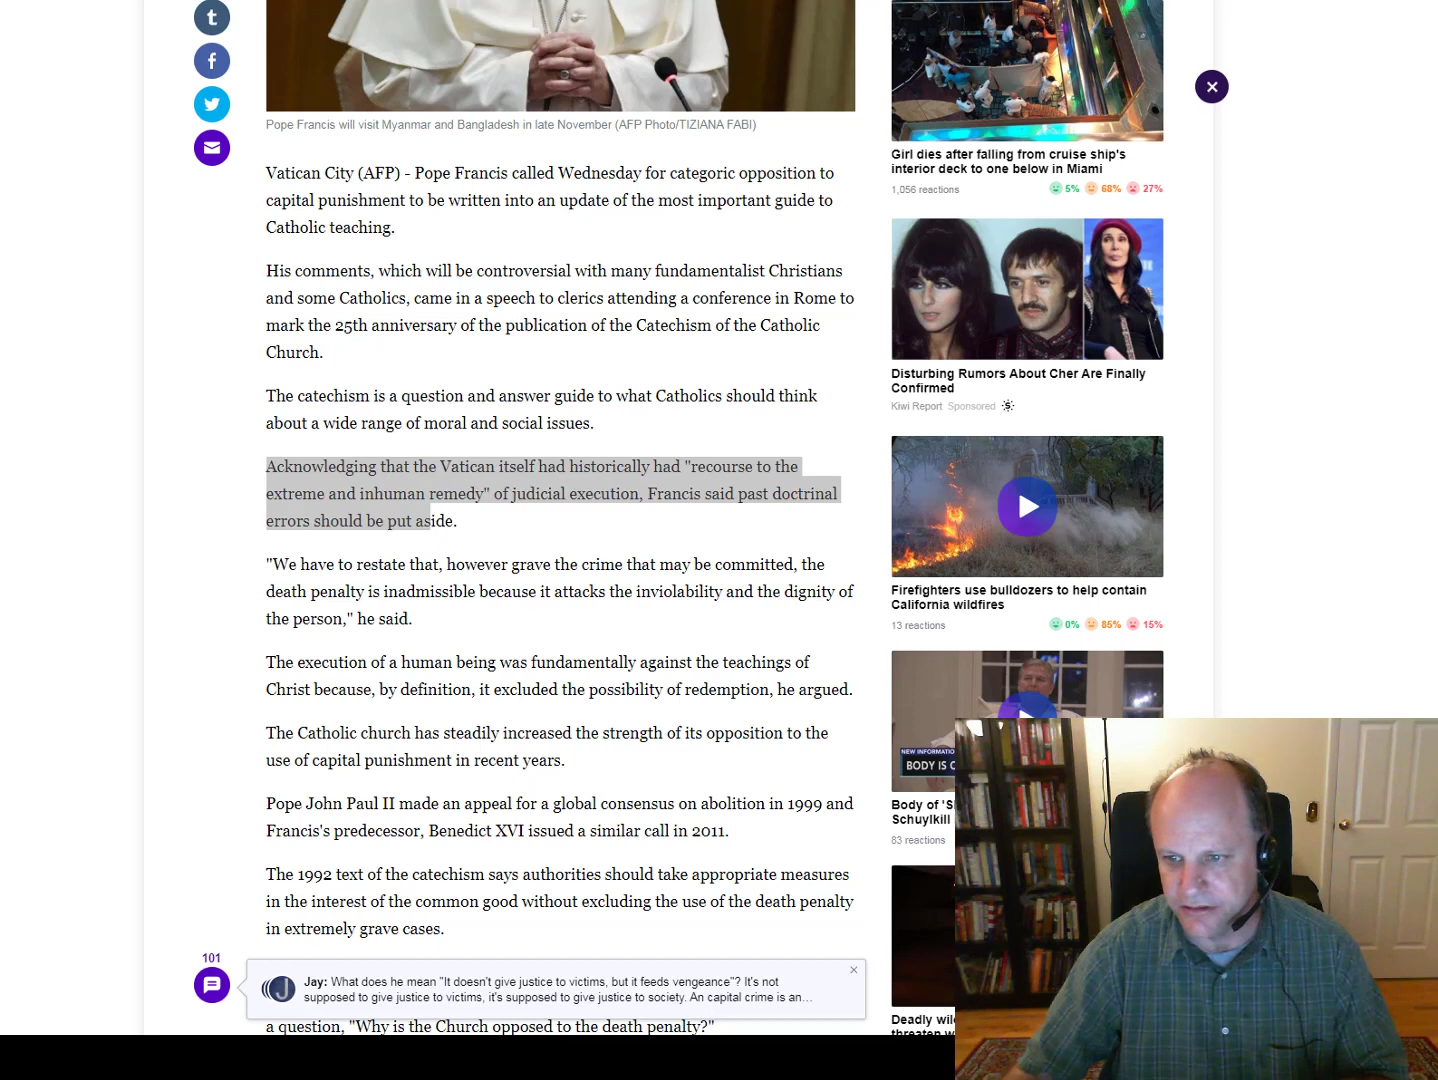 t
f
Pope Francis will visit Myanmar and Bangladesh in late November (AFP Photo/TIZIANA FABI)
Vatican City (AFP) - Pope Francis called Wednesday for categoric opposition to
capital punishment to be written into an update of the most important guide to
Catholic teaching.
His comments, which will be controversial with many fundamentalist Christians
and some Catholics, came in a speech to clerics attending a conference in Rome to
mark the 25th anniversary of the publication of the Catechism of the Catholic
Church.
The catechism is a question and answer guide to what Catholics should think
about a wide range of moral and social issues.
Acknowledging that the Vatican itself had historically had "recourse to the
extreme and inhuman remedy" of judicial execution, Francis said past doctrinal
errors should be put aside.
"We have to restate that, however grave the crime that may be committed, the
death penalty is inadmissible because it attacks the inviolability and the dignity of
the person," he said.
The execution of a human being was fundamentally against the teachings of
Christ because, by definition, it excluded the possibility of redemption, he argued.
The Catholic church has steadily increased the strength of its opposition to the
use of capital punishment in recent years.
Pope John Paul II made an appeal for a global consensus on abolition in 1999 and
Francis's predecessor, Benedict XVI issued a similar call in 2011.
The 1992 text of the catechism says authorities should take appropriate measures
in the interest of the common good without excluding the use of the death penalty
in extremely grave cases.
101
J
Jay: What does he mean "It doesn't give justice to victims, but it feeds vengeance"? It's not
supposed to give justice to victims, it's supposed to give justice to society. An capital crime is an...
×
a question, "Why is the Church opposed to the death penalty?"
×
Girl dies after falling from cruise ship's
interior deck to one below in Miami
1,056 reactions 5% 68% 27%
Disturbing Rumors About Cher Are Finally
Confirmed
Kiwi Report Sponsored
Firefighters use bulldozers to help contain
California wildfires
13 reactions 0% 85% 15%
NEW INFORMATIO
BODY IS
Body of 'S
Schuylkill
83 reactions
Deadly wil
threaten w